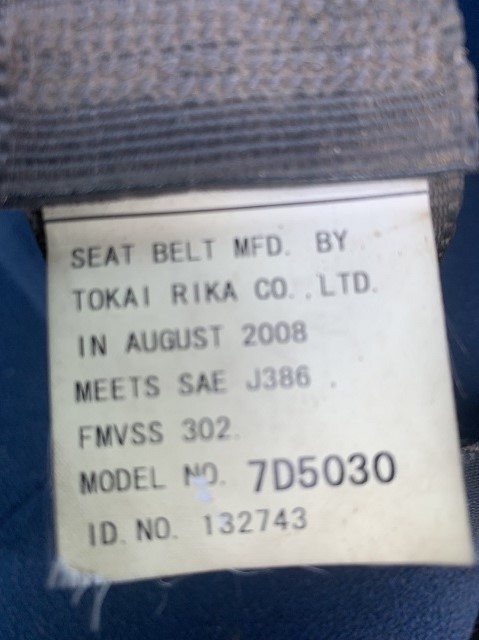 SEAT BELT MFD. BY
TOKAI RIKA CO.,LTD.
IN AUGUST 2008
MEETS SAE J386 .
FMVSS 302.
MODEL NO. 7D5030
ID.NO. 132743